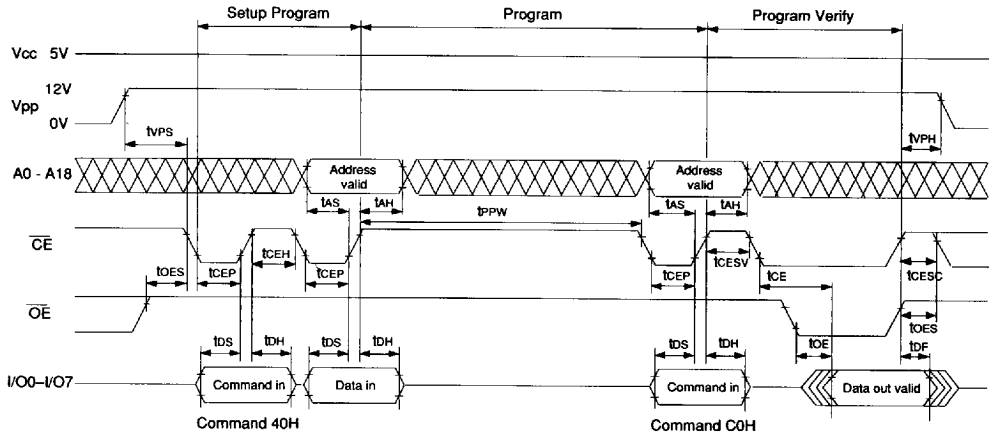 Setup Program Program Program Verify
Vcc 5V
12V
Vpp
0V
tVPS tVPH
A0 - A18 Address valid Address valid
tAS tAH tPPW tAS tAH
CE
tOES tCEP tCEH tCEP tCEP tCESV tCE tCESC
OE
tOES
tDS tDH tDS tDH tDS tDH tOE tDF
I/O0–I/O7 Command in Data in Command in Data out valid
Command 40H Command C0H